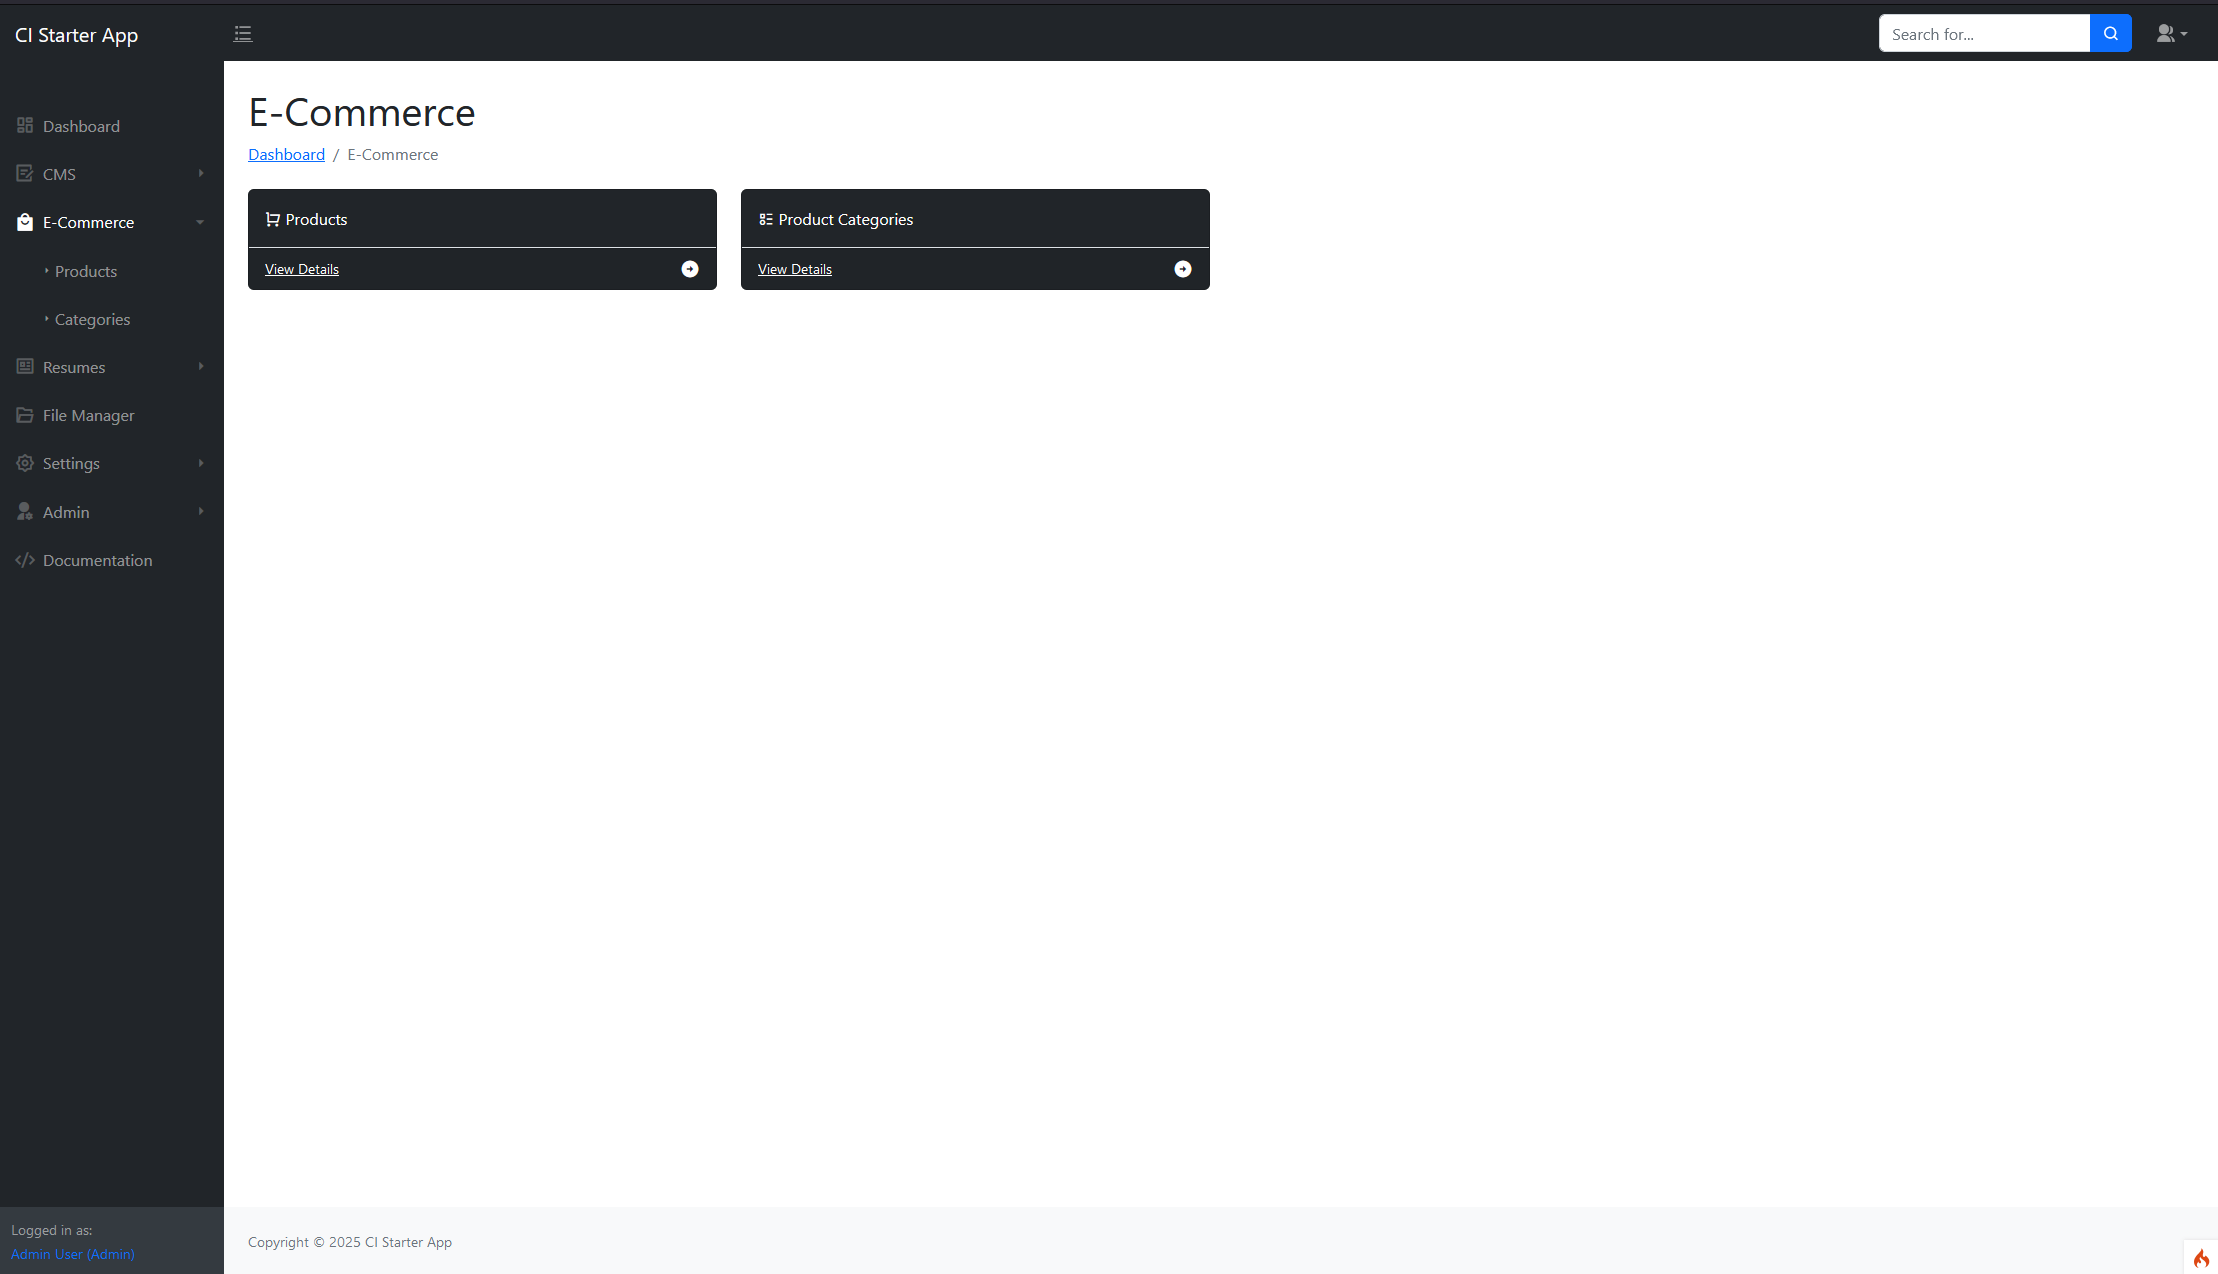 CI Starter App
Search for...
Dashboard
CMS
E-Commerce
Products
Categories
Resumes
File Manager
Settings
Admin
Documentation
Logged in as:
Admin User (Admin)
E-Commerce
Dashboard / E-Commerce
Products
View Details
Product Categories
View Details
Copyright © 2025 CI Starter App